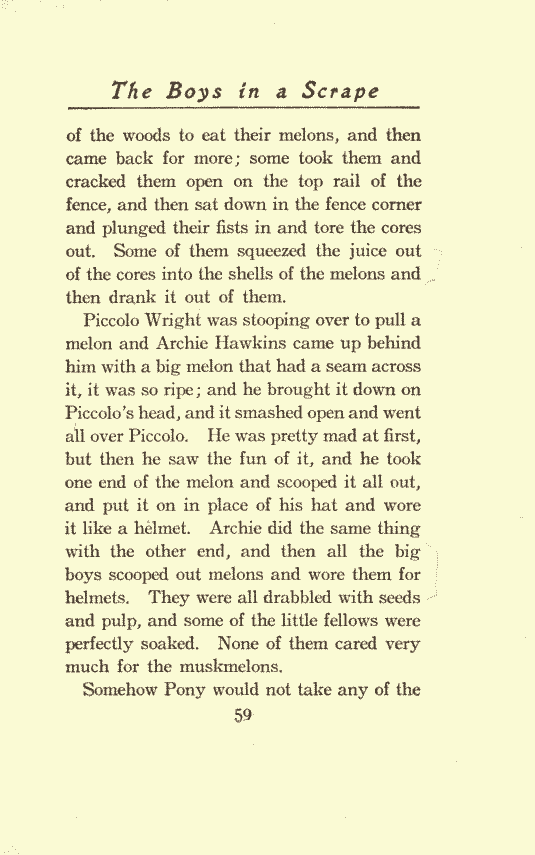 The Boys in a Scrape
of the woods to eat their melons, and then
came back for more; some took them and
cracked them open on the top rail of the
fence, and then sat down in the fence corner
and plunged their fists in and tore the cores
out. Some of them squeezed the juice out
of the cores into the shells of the melons and
then drank it out of them.
Piccolo Wright was stooping over to pull a
melon and Archie Hawkins came up behind
him with a big melon that had a seam across
it, it was so ripe; and he brought it down on
Piccolo's head, and it smashed open and went
all over Piccolo. He was pretty mad at first,
but then he saw the fun of it, and he took
one end of the melon and scooped it all out,
and put it on in place of his hat and wore
it like a helmet. Archie did the same thing
with the other end, and then all the big
boys scooped out melons and wore them for
helmets. They were all drabbled with seeds
and pulp, and some of the little fellows were
perfectly soaked. None of them cared very
much for the muskmelons.
Somehow Pony would not take any of the
59